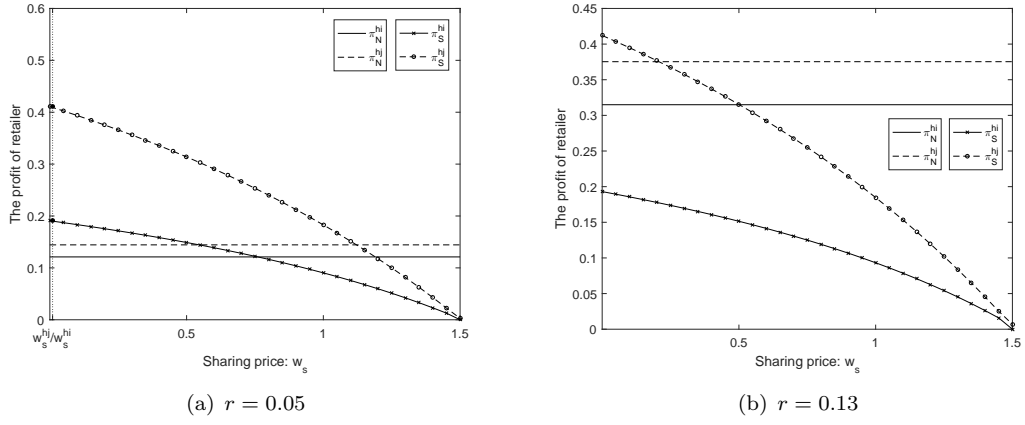 0.6
0.5
0.4
0.3
0.2
0.1
0
The profit of retailer
π_N^hi
π_N^hj
π_S^hi
π_S^hj
w_s^hj/w_s^hi
0.5
1
1.5
Sharing price: w_s
(a) r = 0.05
0.45
0.4
0.35
0.3
0.25
0.2
0.15
0.1
0.05
0
The profit of retailer
π_N^hi
π_N^hj
π_S^hi
π_S^hj
0.5
1
1.5
Sharing price: w_s
(b) r = 0.13